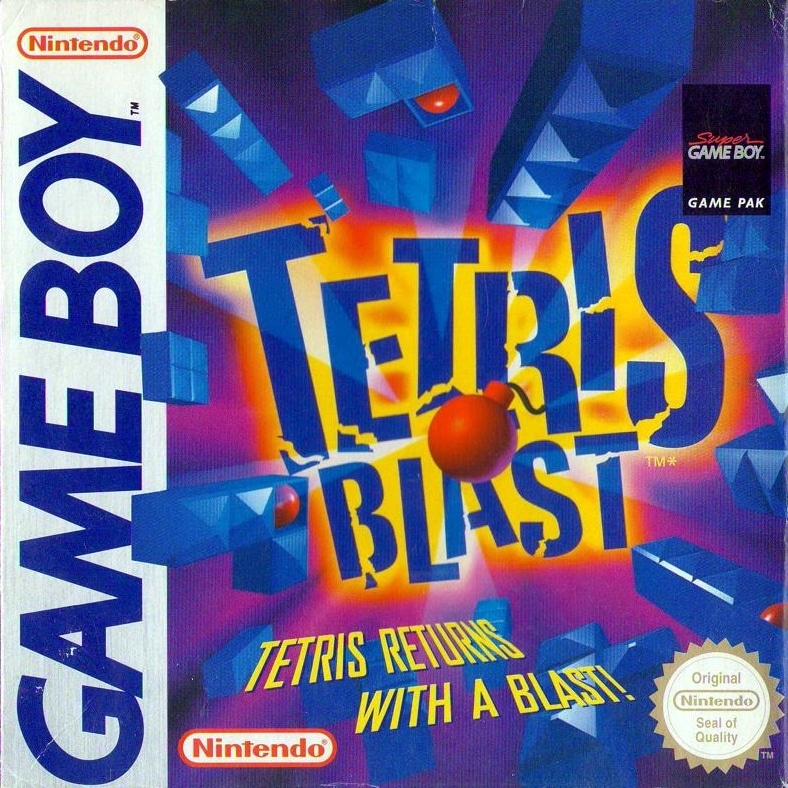 Nintendo®
GAME BOY™
Super
GAME BOY™
GAME PAK
TETRIS
BLAST™*
TETRIS RETURNS
WITH A BLAST!
Nintendo®
Original
Nintendo
Seal of
Quality
TM